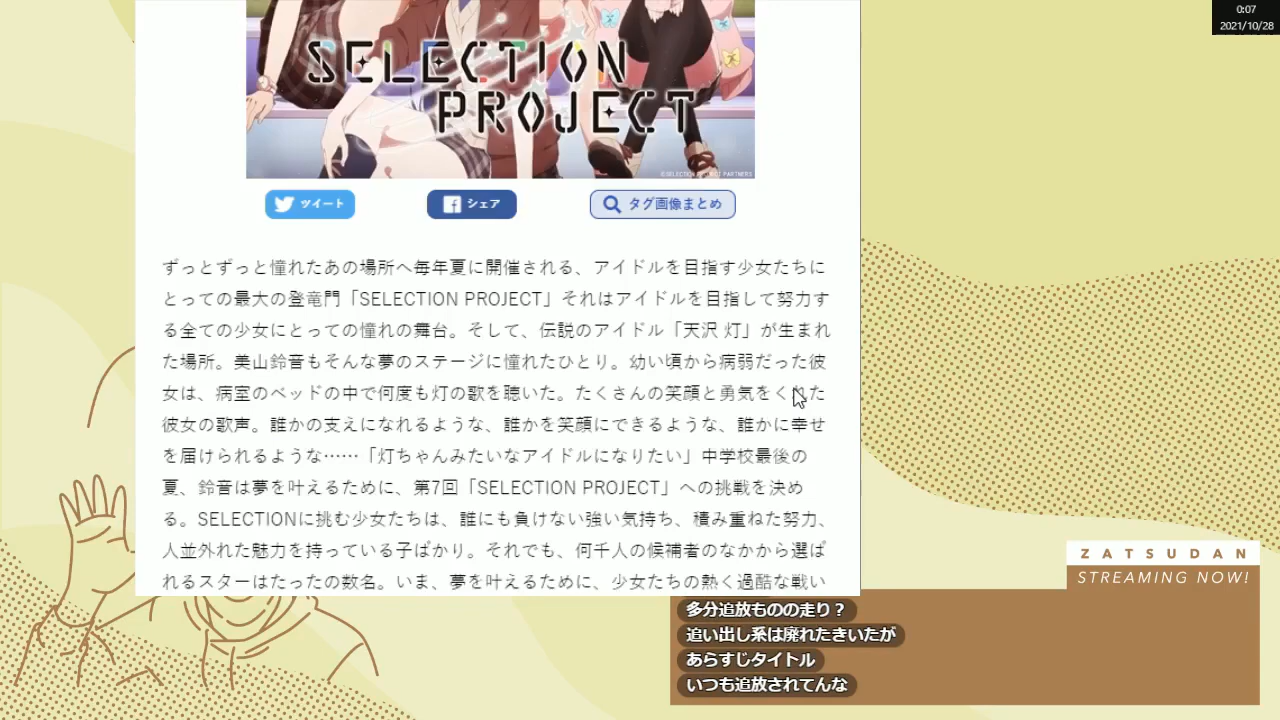 0:07
2021/10/28
SELECTION
PROJECT
©SELECTION PROJECT PARTNERS
ツイート
シェア
タグ画像まとめ
ずっとずっと憧れたあの場所へ毎年夏に開催される、アイドルを目指す少女たちに
とっての最大の登竜門「SELECTION PROJECT」それはアイドルを目指して努力す
る全ての少女にとっての憧れの舞台。そして、伝説のアイドル「天沢 灯」が生まれ
た場所。美山鈴音もそんな夢のステージに憧れたひとり。幼い頃から病弱だった彼
女は、病室のベッドの中で何度も灯の歌を聴いた。たくさんの笑顔と勇気をくれた
彼女の歌声。誰かの支えになれるような、誰かを笑顔にできるような、誰かに幸せ
を届けられるような……「灯ちゃんみたいなアイドルになりたい」中学校最後の
夏、鈴音は夢を叶えるために、第7回「SELECTION PROJECT」への挑戦を決め
る。SELECTIONに挑む少女たちは、誰にも負けない強い気持ち、積み重ねた努力、
人並外れた魅力を持っている子ばかり。それでも、何千人の候補者のなかから選ば
れるスターはたったの数名。いま、夢を叶えるために、少女たちの熱く過酷な戦い
ZATSUDAN
STREAMING NOW!
多分追放ものの走り？
追い出し系は廃れたきいたが
あらすじタイトル
いつも追放されてんな